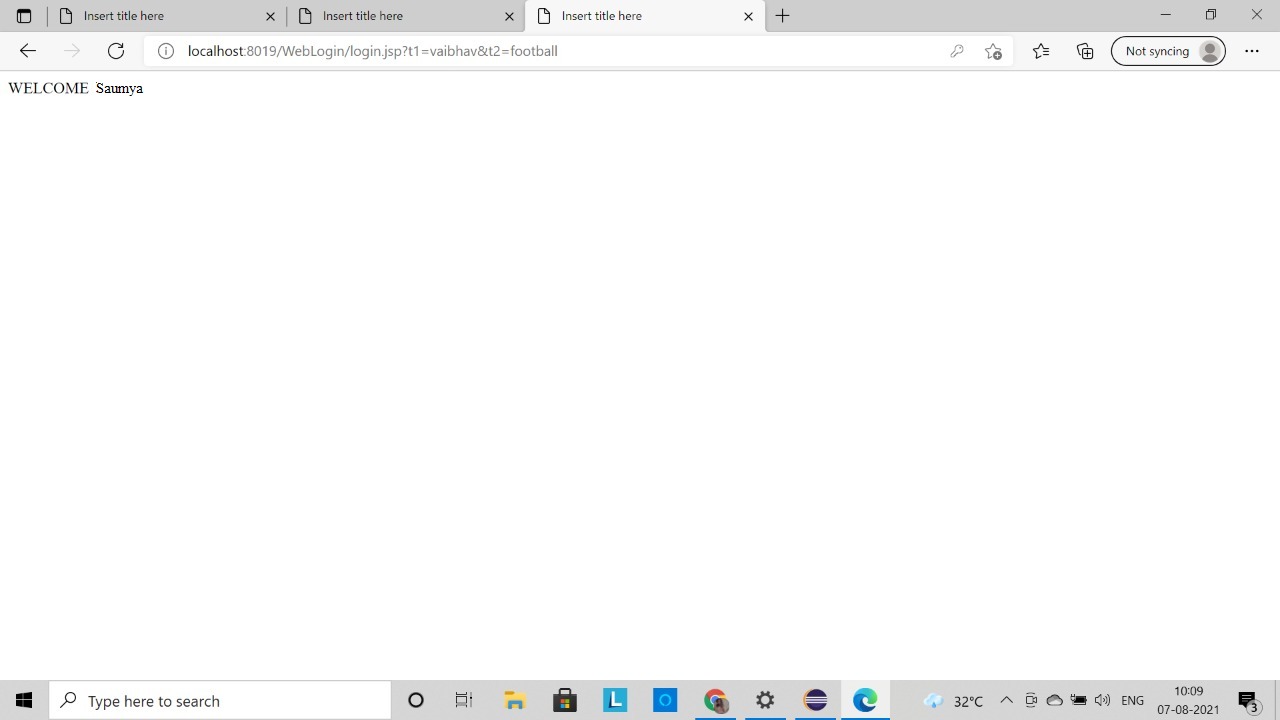 Insert title here
Insert title here
Insert title here
localhost:8019/WebLogin/login.jsp?t1=vaibhav&t2=football
Not syncing
WELCOME Saumya
Type here to search
L
32°C
ENG
10:09
07-08-2021
3